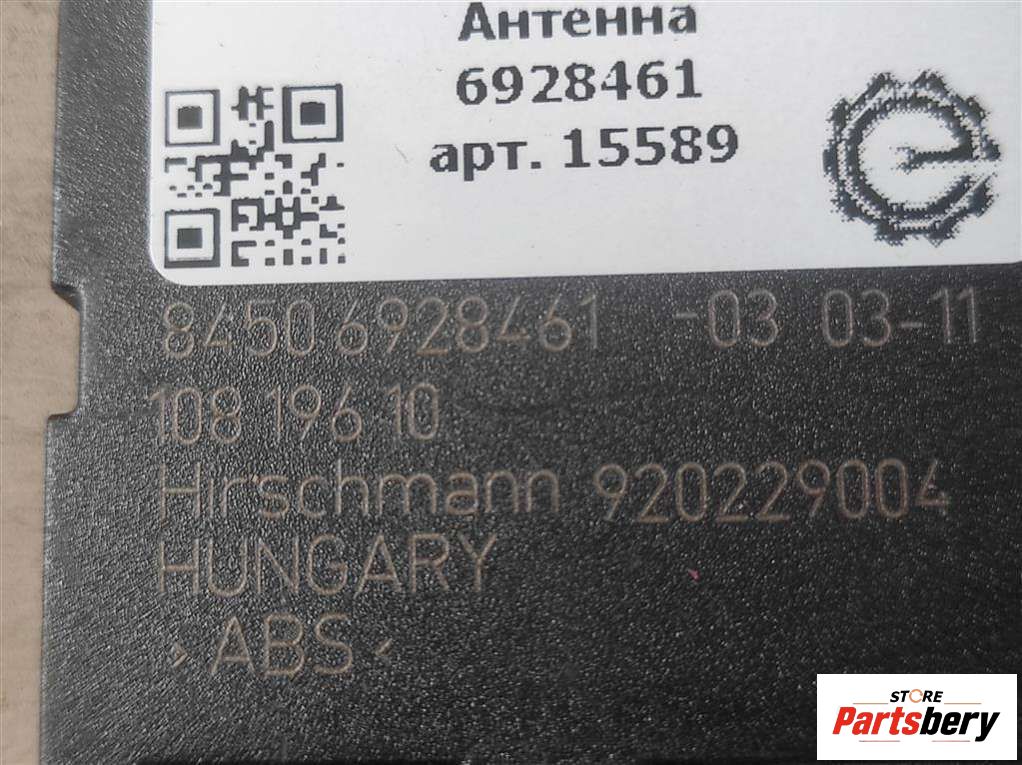 Антенна
6928461
арт. 15589
8450 6928461 -03 03-11
108 196 10
Hirschmann 920229004
HUNGARY
>ABS<
STORE
Partsbery